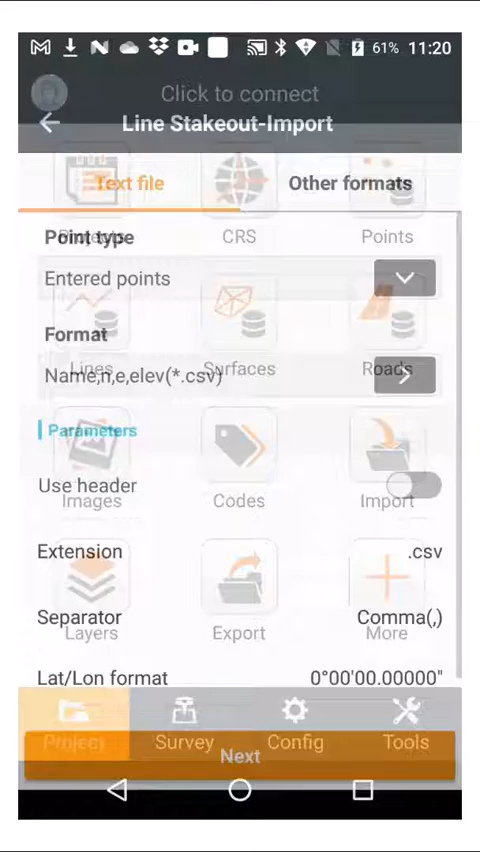 61% 11:20
Click to connect
Line Stakeout-Import
Text file Other formats
Point type
Projects CRS Points
Entered points
Format
Lines Surfaces Roads
Name,n,e,elev(*.csv)
Parameters
Use header
Images Codes Import
Extension .csv
Separator Comma(,)
Layers Export More
Lat/Lon format 0°00'00.00000"
Project Survey Config Tools
Next